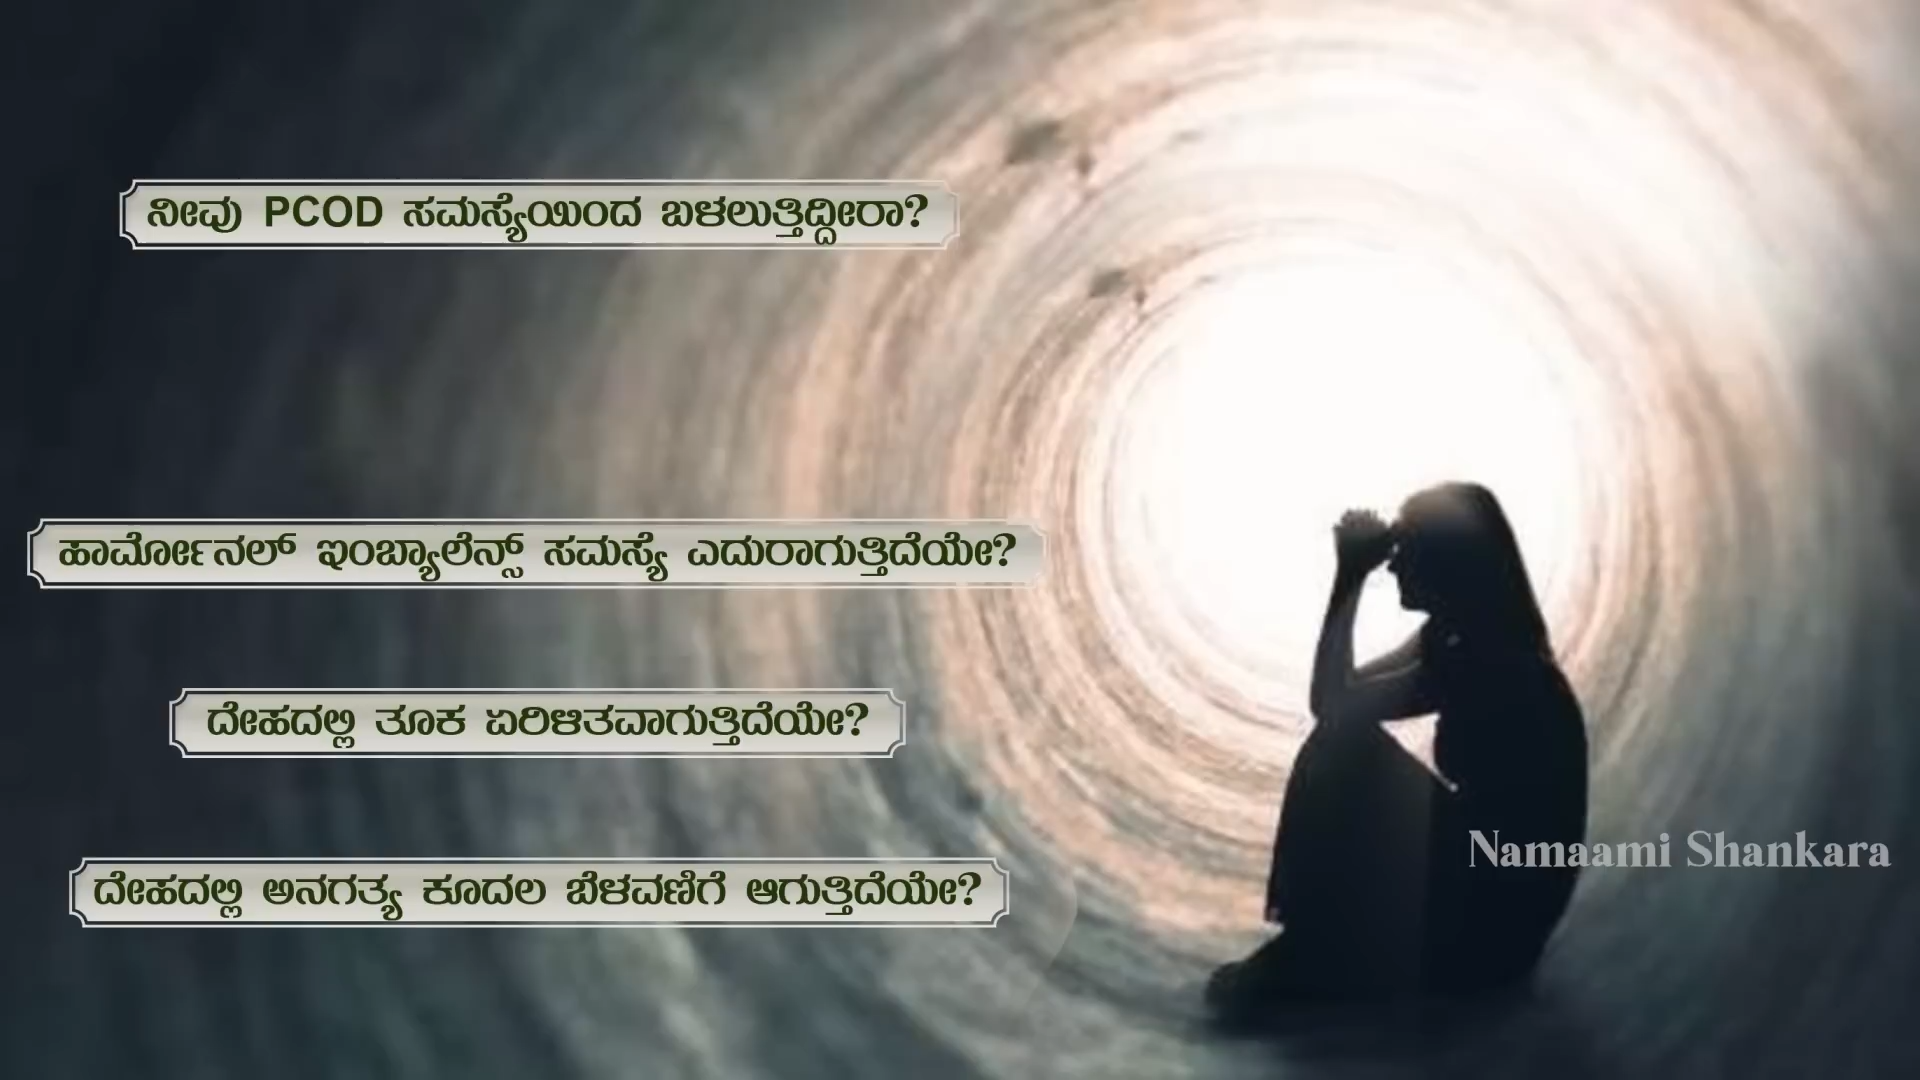 ನೀವು PCOD ಸಮಸ್ಯೆಯಿಂದ ಬಳಲುತ್ತಿದ್ದೀರಾ?
ಹಾರ್ಮೋನಲ್ ಇಂಬ್ಯಾಲೆನ್ಸ್ ಸಮಸ್ಯೆ ಎದುರಾಗುತ್ತಿದೆಯೇ?
ದೇಹದಲ್ಲಿ ತೂಕ ಏರಿಳಿತವಾಗುತ್ತಿದೆಯೇ?
Namaami Shankara
ದೇಹದಲ್ಲಿ ಅನಗತ್ಯ ಕೂದಲ ಬೆಳವಣಿಗೆ ಆಗುತ್ತಿದೆಯೇ?